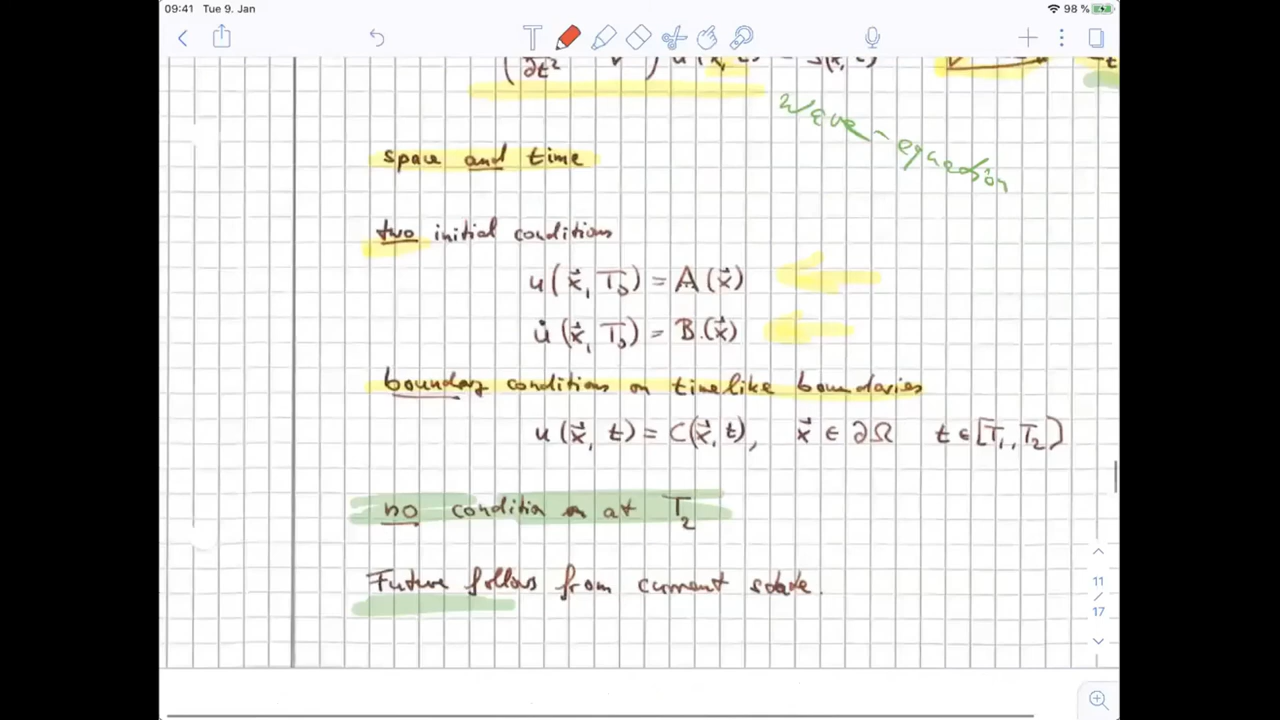 09:41 Tue 9. Jan
98 %
space and time
wave-equation
two initial conditions
u(x⃗, T₀) = A(x⃗)
u̇(x⃗, T₀) = B(x⃗)
boundary conditions on timelike boundaries
u(x⃗, t) = C(x⃗, t), x⃗ ∈ ∂Ω t ∈ [T₁, T₂)
no condition at T₂
Future follows from current state.
11
/
17